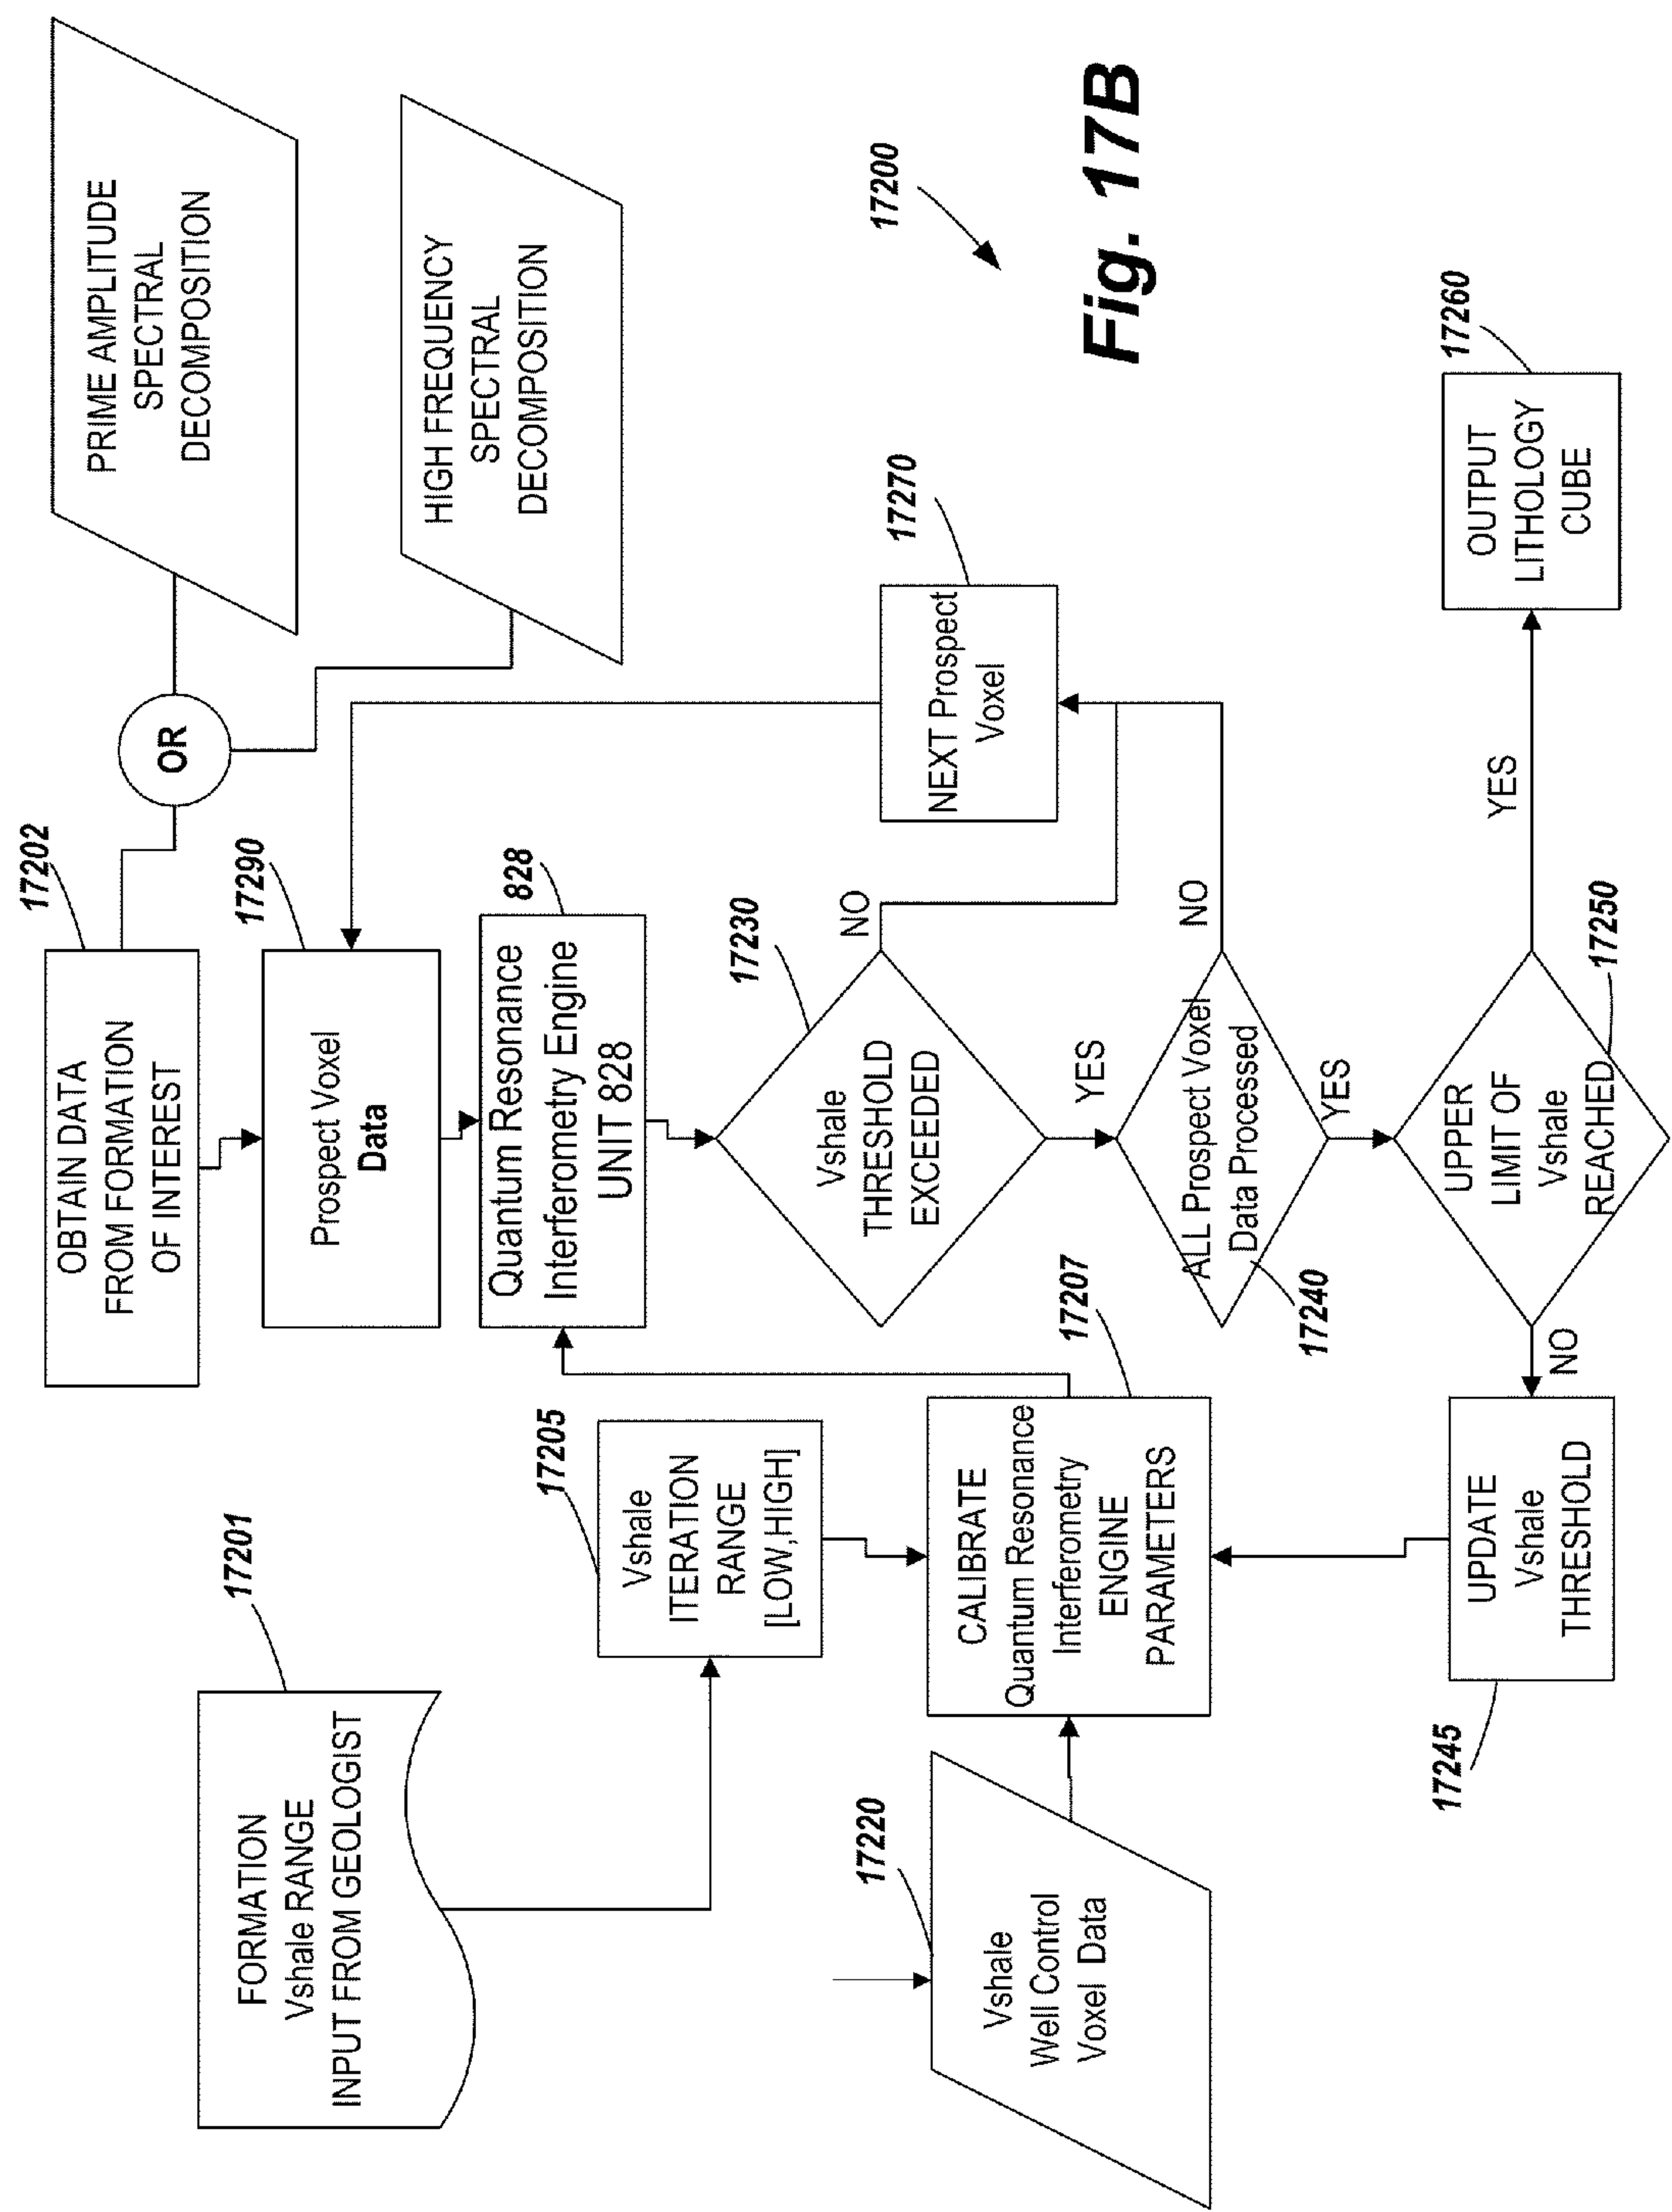 17201
FORMATION
Vshale RANGE
INPUT FROM GEOLOGIST
17202
OBTAIN DATA
FROM FORMATION
OF INTEREST
OR
PRIME AMPLITUDE
SPECTRAL
DECOMPOSITION
HIGH FREQUENCY
SPECTRAL
DECOMPOSITION
17290
Prospect Voxel
Data
828
Quantum Resonance
Interferometry Engine
UNIT 828
17205
Vshale
ITERATION
RANGE
[LOW,HIGH]
17230
Vshale
THRESHOLD
EXCEEDED
NO
YES
17270
NEXT Prospect
Voxel
17220
Vshale
Well Control
Voxel Data
17207
CALIBRATE
Quantum Resonance
Interferometry
ENGINE
PARAMETERS
ALL Prospect Voxel
Data Processed
17240
NO
YES
17245
UPDATE
Vshale
THRESHOLD
NO
UPPER
LIMIT OF
Vshale
REACHED
17250
YES
17260
OUTPUT
LITHOLOGY
CUBE
17200
Fig. 17B